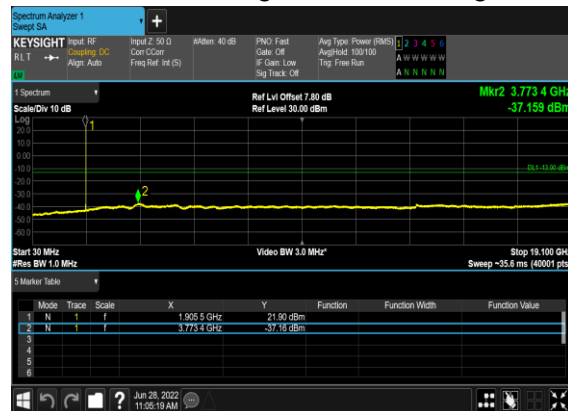 Spectrum Analyzer 1
Swept SA
+
KEYSIGHT Input: RF Input Z: 50 Ω #Atten: 40 dB PNO: Fast Avg Type: Power (RMS) 1 2 3 4 5 6
RLT Coupling: DC Corr CCorr Gate: Off Avg|Hold: 100/100 A W W W W W
Align: Auto Freq Ref: Int (S) IF Gain: Low Trig: Free Run
LW Sig Track: Off A N N N N N
1 Spectrum Ref Lvl Offset 7.80 dB Mkr2 3.773 4 GHz
Scale/Div 10 dB Ref Level 30.00 dBm -37.159 dBm
Log
20.0
10.0
0.00
-10.0
-20.0
-30.0
-40.0
-50.0
-60.0
1
DL1 -13.00 dBm
2
Start 30 MHz Video BW 3.0 MHz* Stop 19.100 GHz
#Res BW 1.0 MHz Sweep ~35.6 ms (40001 pts)
5 Marker Table
Mode Trace Scale X Y Function Function Width Function Value
1 N 1 f 1.905 5 GHz 21.90 dBm
2 N 1 f 3.773 4 GHz -37.16 dBm
3
4
5
6
? Jun 28, 2022
11:05:19 AM